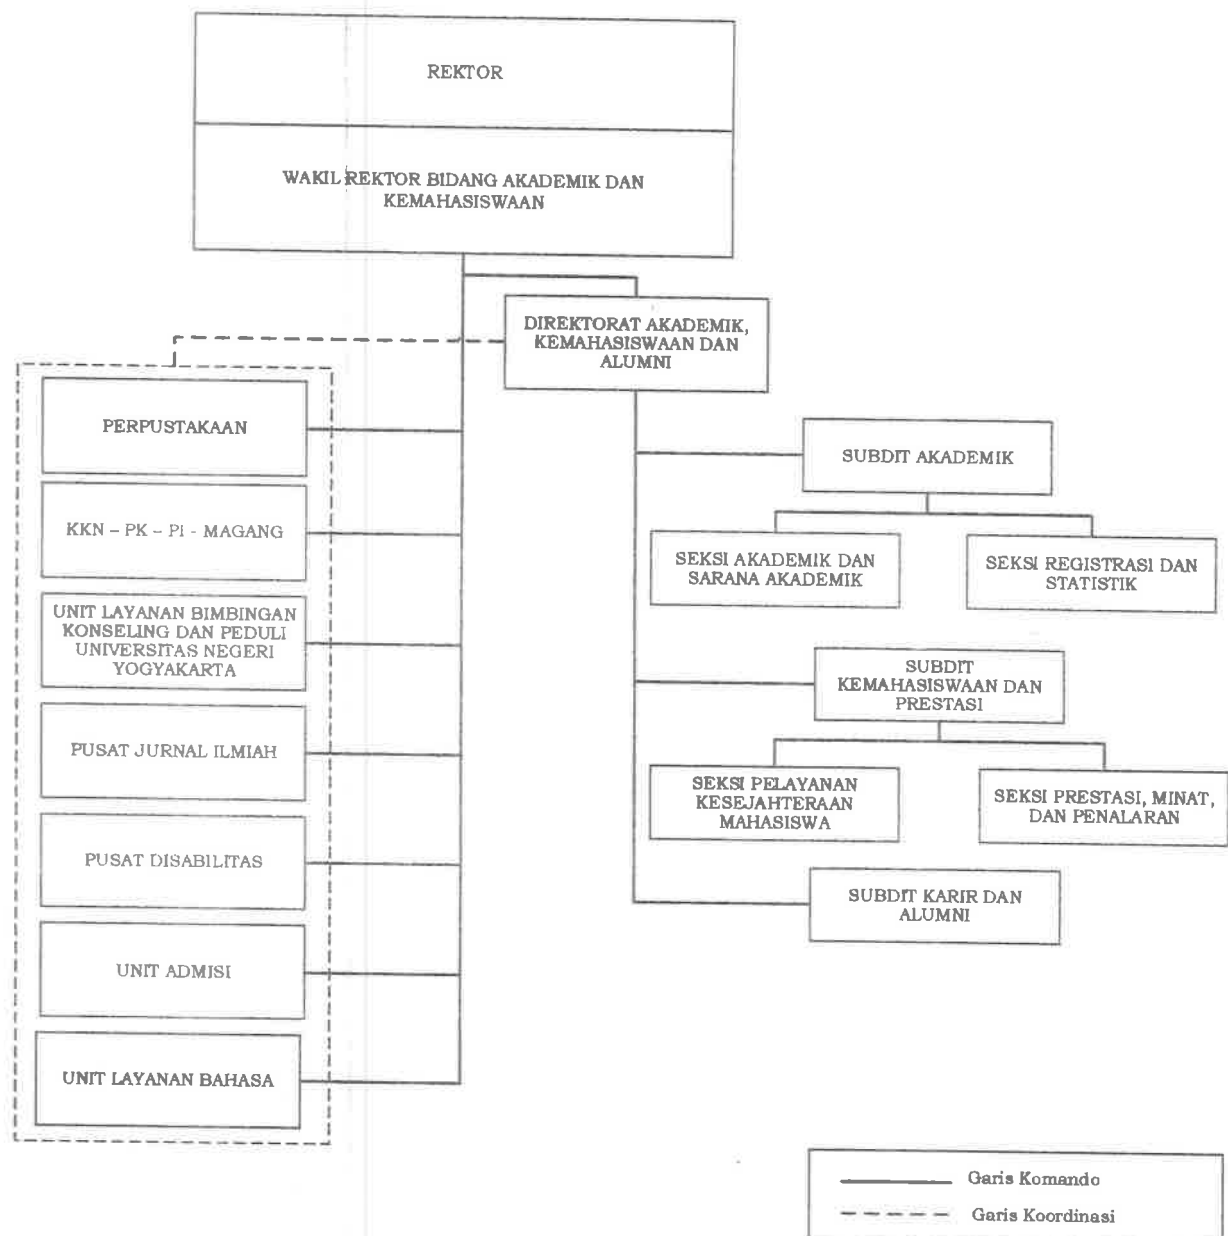 REKTOR
WAKIL REKTOR BIDANG AKADEMIK DAN
KEMAHASISWAAN
DIREKTORAT AKADEMIK,
KEMAHASISWAAN DAN
ALUMNI
PERPUSTAKAAN
KKN – PK – PI - MAGANG
UNIT LAYANAN BIMBINGAN
KONSELING DAN PEDULI
UNIVERSITAS NEGERI
YOGYAKARTA
PUSAT JURNAL ILMIAH
PUSAT DISABILITAS
UNIT ADMISI
UNIT LAYANAN BAHASA
SUBDIT AKADEMIK
SEKSI AKADEMIK DAN
SARANA AKADEMIK
SEKSI REGISTRASI DAN
STATISTIK
SUBDIT
KEMAHASISWAAN DAN
PRESTASI
SEKSI PELAYANAN
KESEJAHTERAAN
MAHASISWA
SEKSI PRESTASI, MINAT,
DAN PENALARAN
SUBDIT KARIR DAN
ALUMNI
Garis Komando
Garis Koordinasi